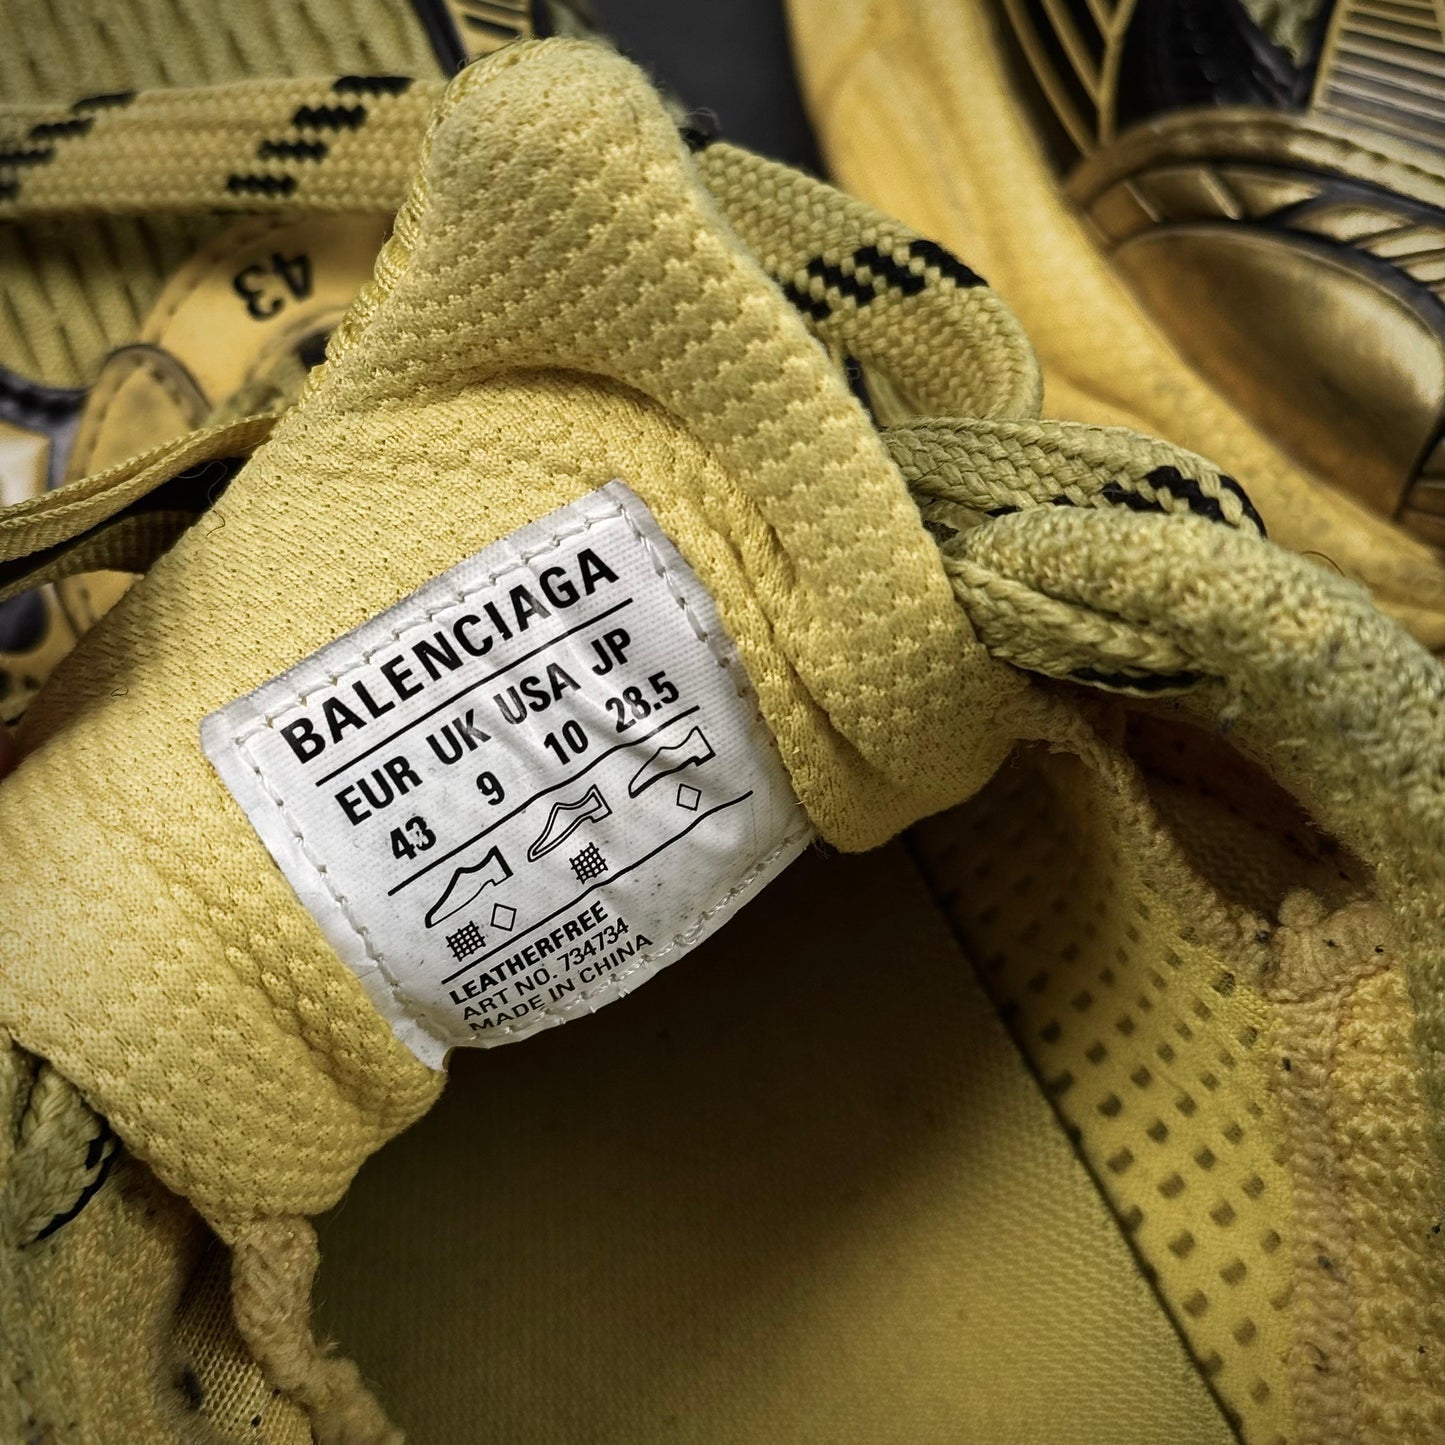 43
BALENCIAGA
EUR UK USA JP
43 9 10 28.5
LEATHERFREE
ART NO. 734734
MADE IN CHINA